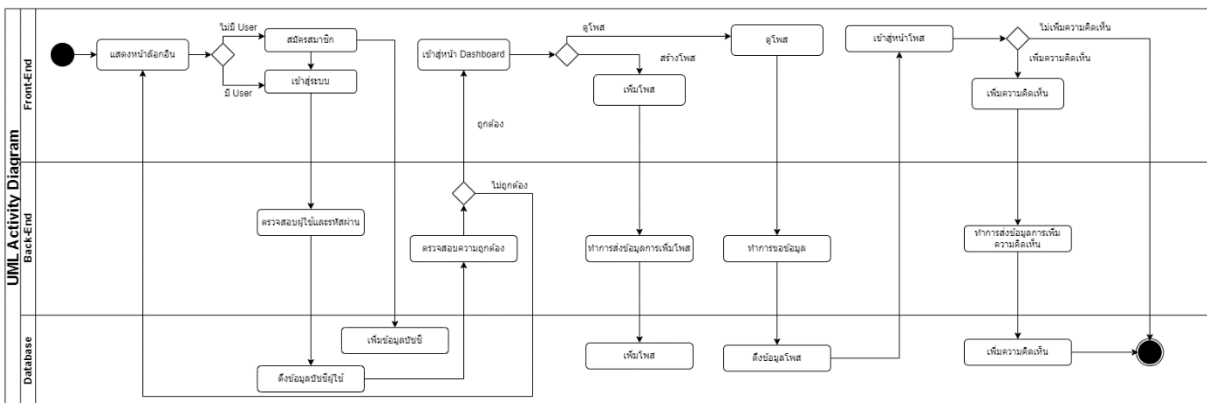 UML Activity Diagram
Front-End
แสดงหน้าล้อกอิน
ไม่มี User
มี User
สมัครสมาชิก
เข้าสู่ระบบ
เข้าสู่หน้า Dashboard
ถูกต้อง
ดูโพส
สร้างโพส
เพิ่มโพส
ดูโพส
เข้าสู่หน้าโพส
ไม่เพิ่มความคิดเห็น
เพิ่มความคิดเห็น
เพิ่มความคิดเห็น
Back-End
ตรวจสอบผู้ใช้และรหัสผ่าน
ไม่ถูกต้อง
ตรวจสอบความถูกต้อง
ทำการส่งข้อมูลการเพิ่มโพส
ทำการขอข้อมูล
ทำการส่งข้อมูลการเพิ่ม
ความคิดเห็น
Database
ดึงข้อมูลบัชชีผู้ใช้
เพิ่มข้อมูลบัชชี
เพิ่มโพส
ดึงข้อมูลโพส
เพิ่มความคิดเห็น